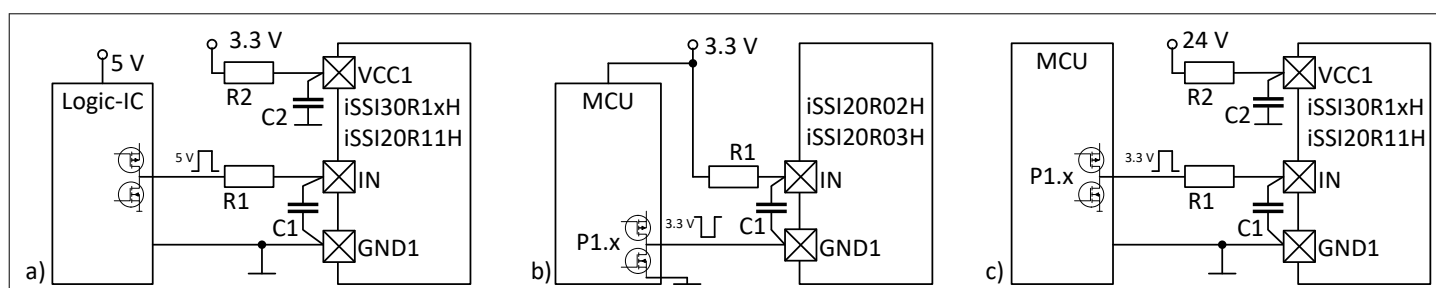 5 V
Logic-IC
5 V
3.3 V
R2
C2
VCC1
iSSI30R1xH
iSSI20R11H
R1
IN
C1
GND1
a)
3.3 V
MCU
P1.x
3.3 V
R1
iSSI20R02H
iSSI20R03H
IN
C1
GND1
b)
MCU
P1.x
3.3 V
24 V
R2
C2
VCC1
iSSI30R1xH
iSSI20R11H
R1
IN
C1
GND1
c)